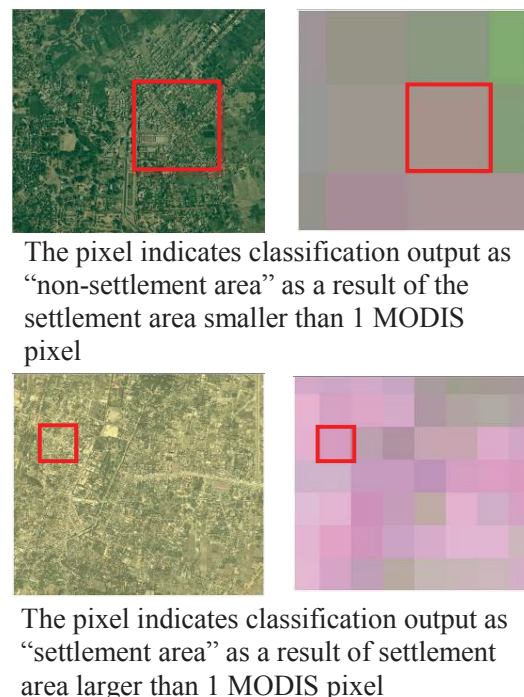 The pixel indicates classification output as
“non-settlement area” as a result of the
settlement area smaller than 1 MODIS
pixel
The pixel indicates classification output as
“settlement area” as a result of settlement
area larger than 1 MODIS pixel